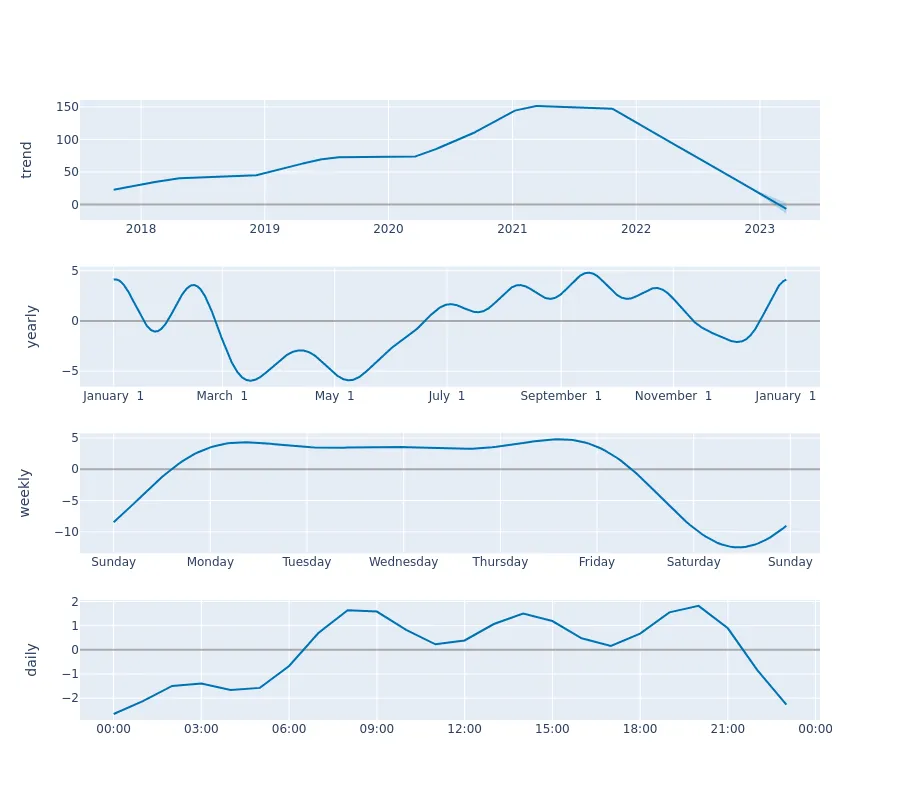 trend
150
100
50
0
2018 2019 2020 2021 2022 2023
yearly
5
0
−5
January 1 March 1 May 1 July 1 September 1 November 1 January 1
weekly
5
0
−5
−10
Sunday Monday Tuesday Wednesday Thursday Friday Saturday Sunday
daily
2
1
0
−1
−2
00:00 03:00 06:00 09:00 12:00 15:00 18:00 21:00 00:00